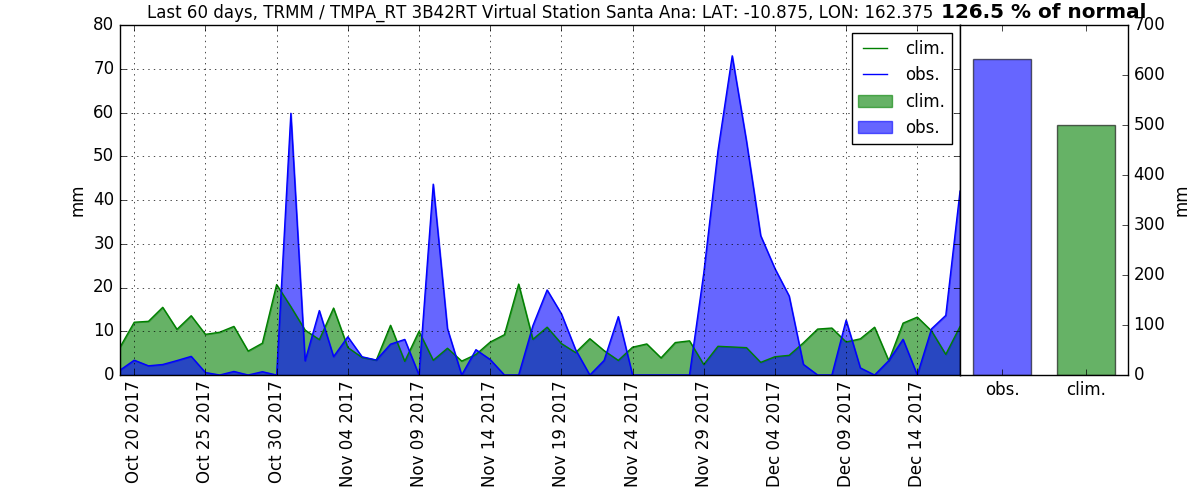 Last 60 days, TRMM / TMPA_RT 3B42RT Virtual Station Santa Ana: LAT: -10.875, LON: 162.375 126.5 % of normal
80
70
60
50
40
30
20
10
0
mm
clim.
obs.
clim.
obs.
700
600
500
400
300
200
100
0
mm
obs. clim.
Oct 20 2017
Oct 25 2017
Oct 30 2017
Nov 04 2017
Nov 09 2017
Nov 14 2017
Nov 19 2017
Nov 24 2017
Nov 29 2017
Dec 04 2017
Dec 09 2017
Dec 14 2017